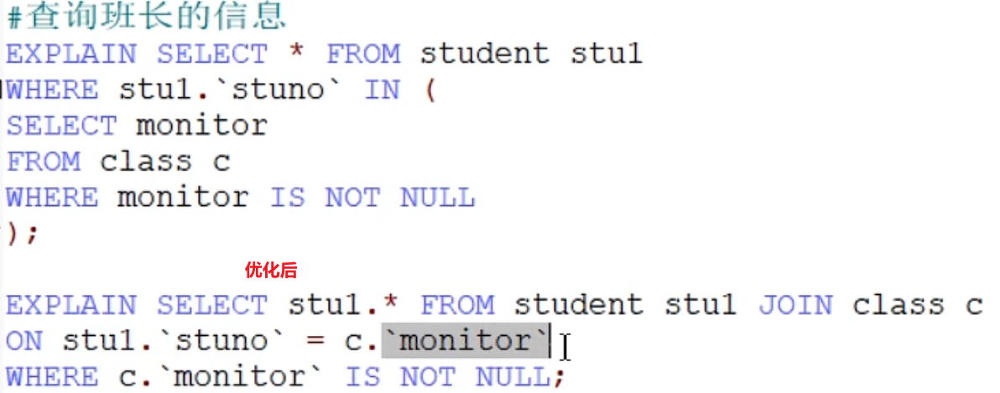 #查询班长的信息
EXPLAIN SELECT * FROM student stu1
WHERE stu1.`stuno` IN (
SELECT monitor
FROM class c
WHERE monitor IS NOT NULL
);
优化后
EXPLAIN SELECT stu1.* FROM student stu1 JOIN class c
ON stu1.`stuno` = c.`monitor`
WHERE c.`monitor` IS NOT NULL;